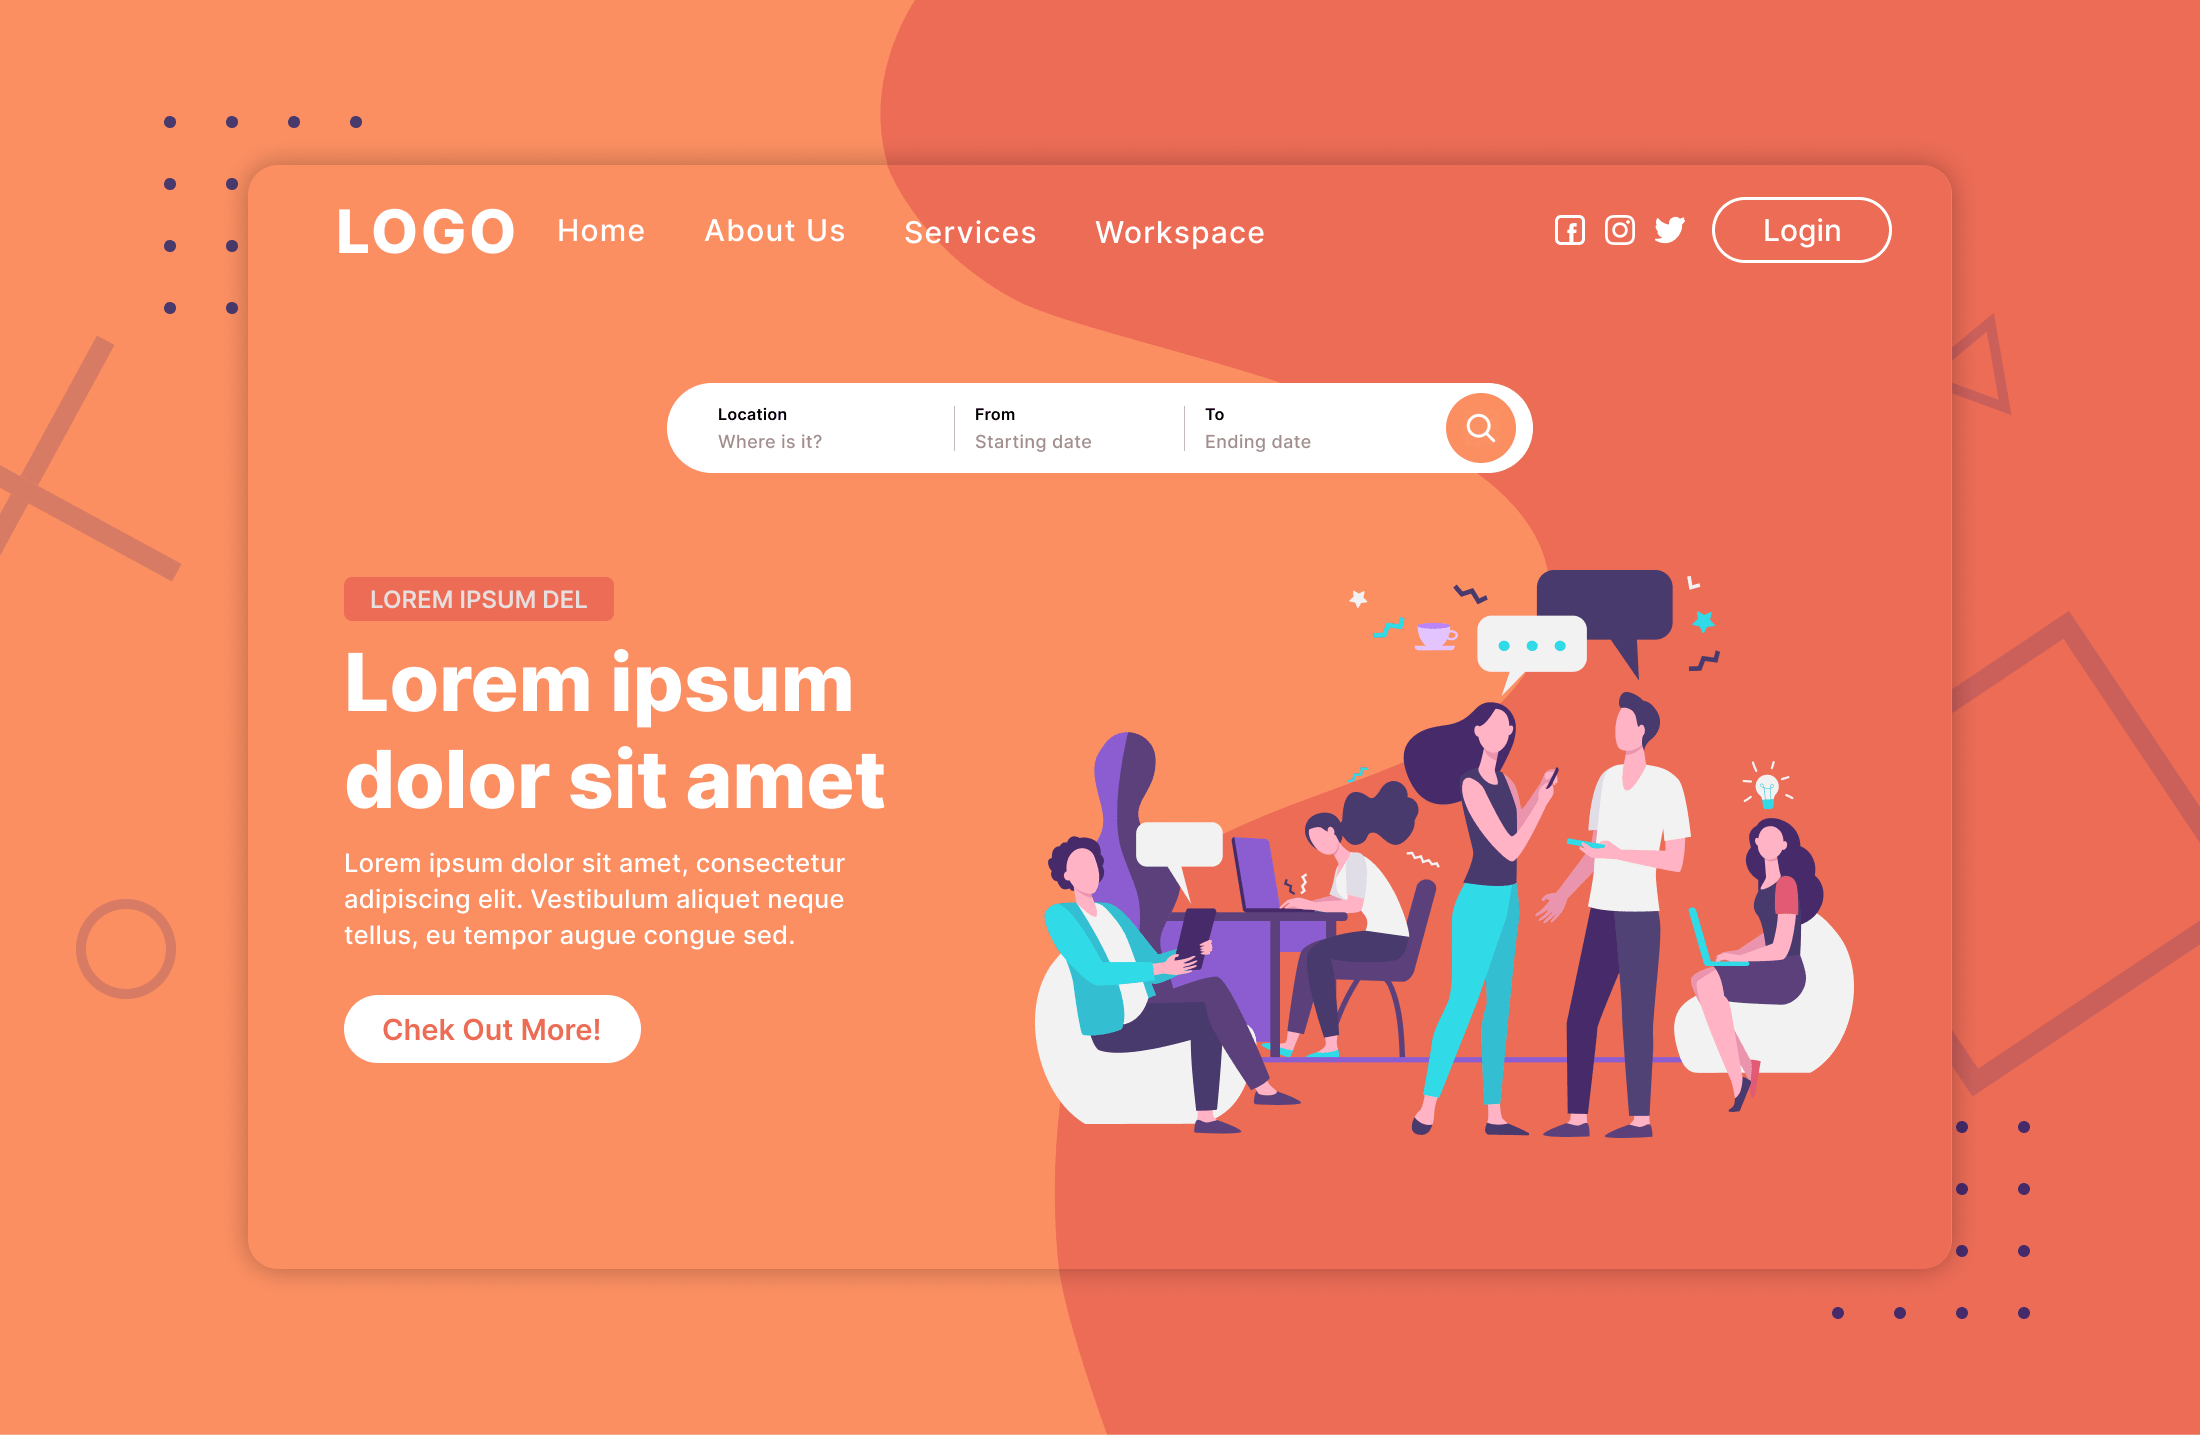 LOGO Home About Us Services Workspace Login
Location From To
Where is it? Starting date Ending date
LOREM IPSUM DEL
Lorem ipsum
dolor sit amet
Lorem ipsum dolor sit amet, consectetur
adipiscing elit. Vestibulum aliquet neque
tellus, eu tempor augue congue sed.
Chek Out More!